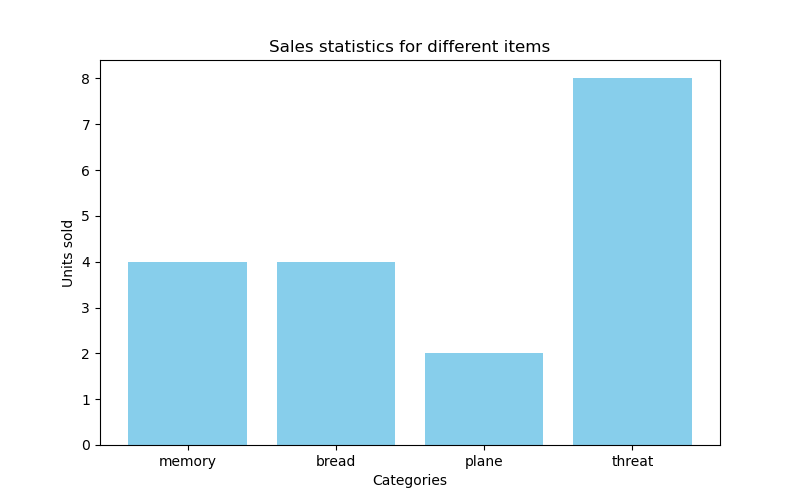 Sales statistics for different items
Units sold
8
7
6
5
4
3
2
1
0
memory bread plane threat
Categories